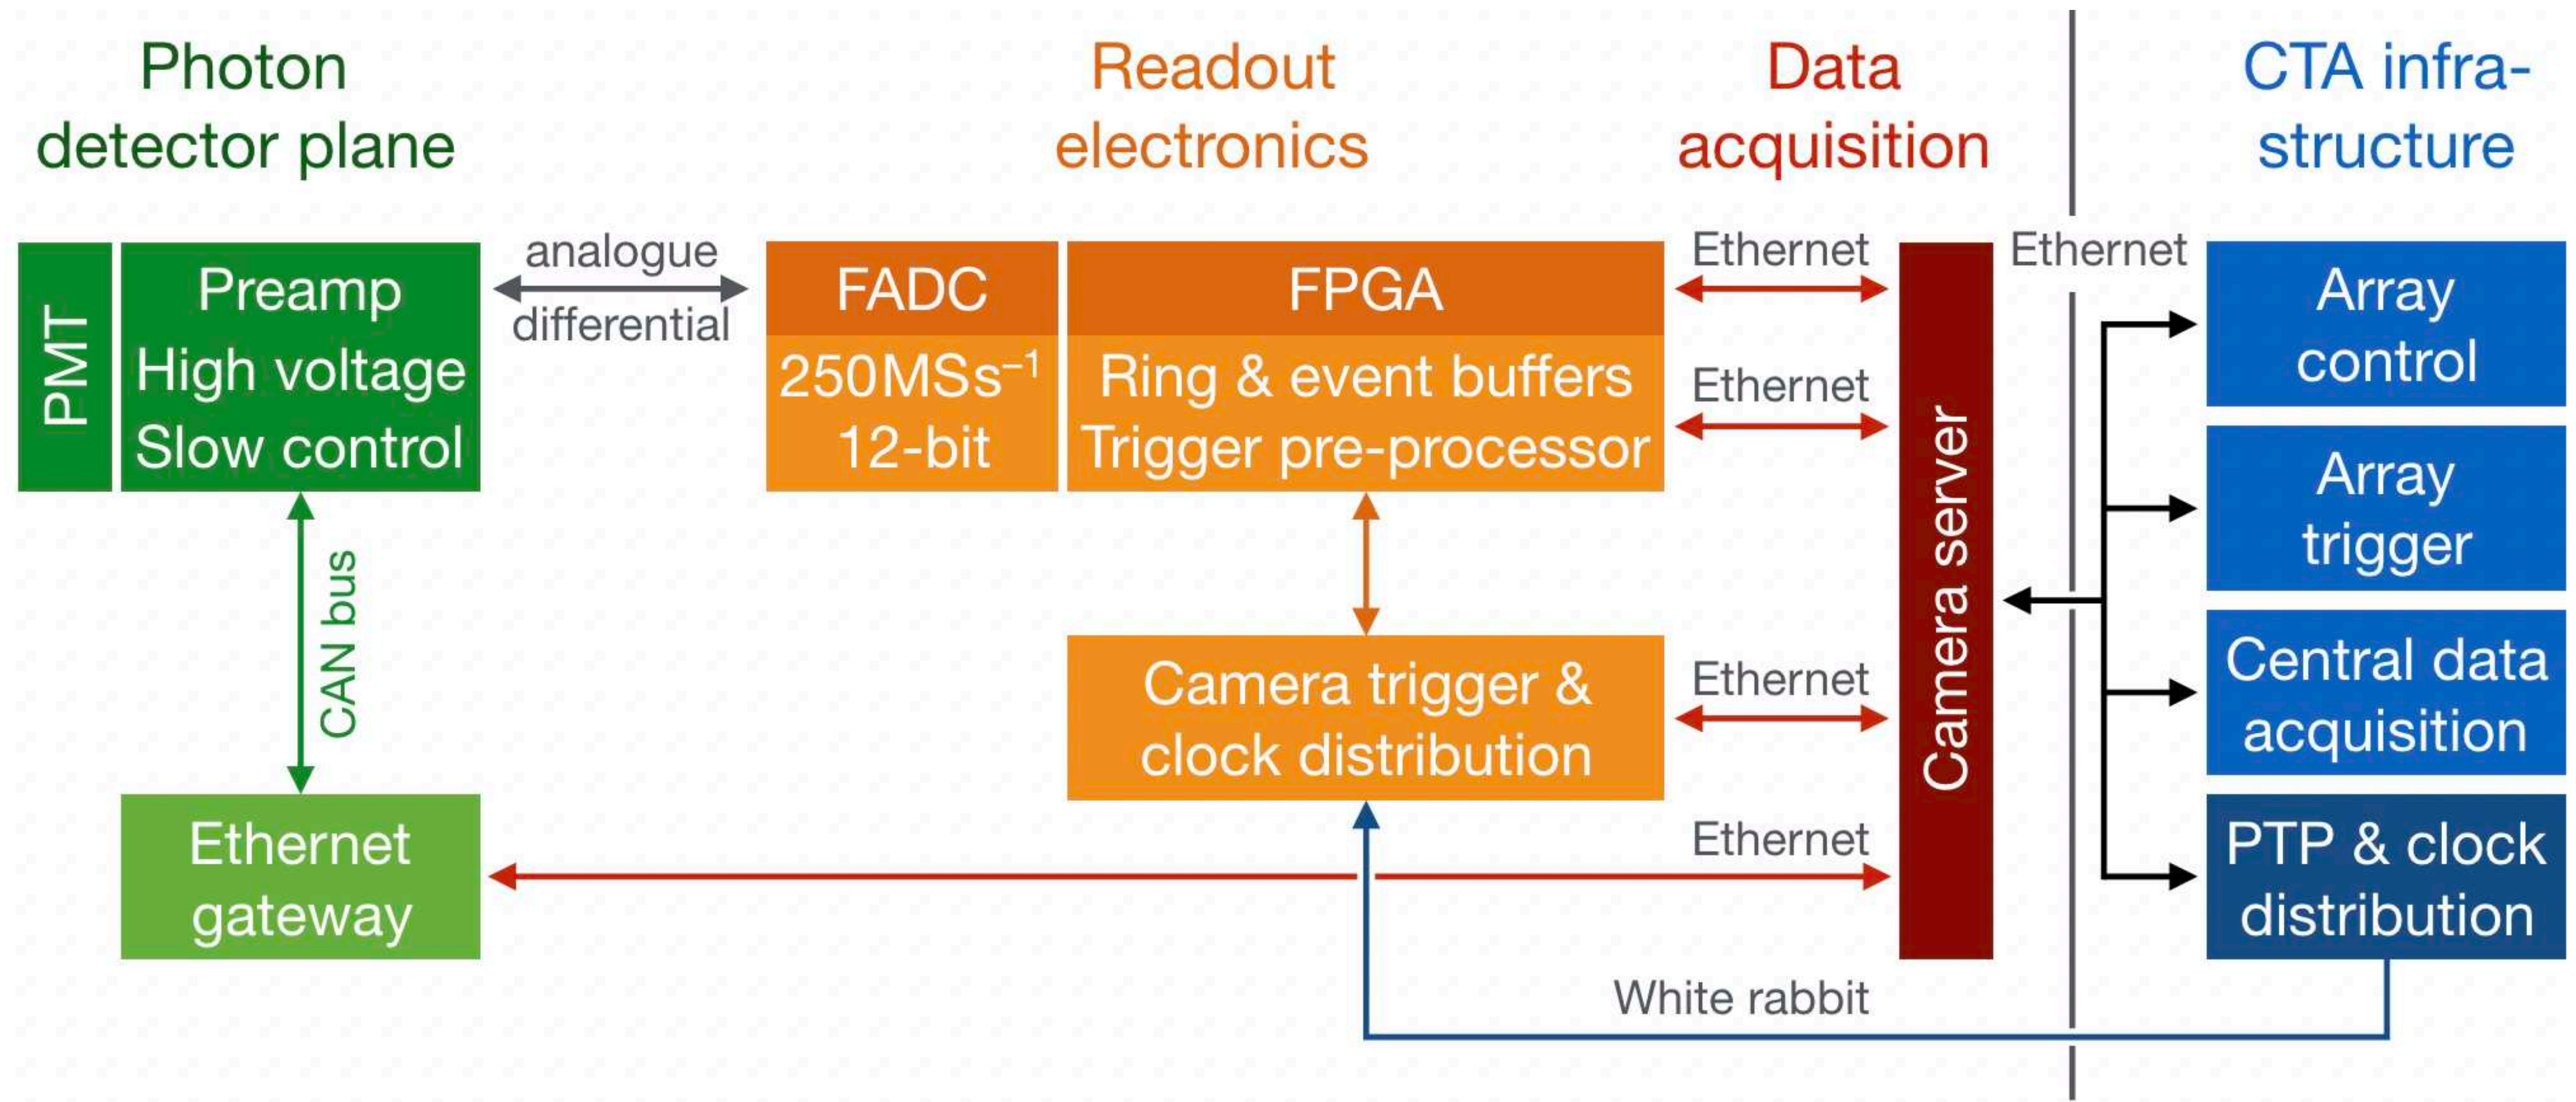 Photon
detector plane
Readout
electronics
Data
acquisition
CTA infra-
structure
PMT
Preamp
High voltage
Slow control
analogue
differential
FADC
250MSs⁻¹
12-bit
FPGA
Ring & event buffers
Trigger pre-processor
Ethernet
Ethernet
Camera server
Ethernet
Array
control
Array
trigger
Central data
acquisition
PTP & clock
distribution
CAN bus
Camera trigger &
clock distribution
Ethernet
Ethernet
gateway
Ethernet
White rabbit